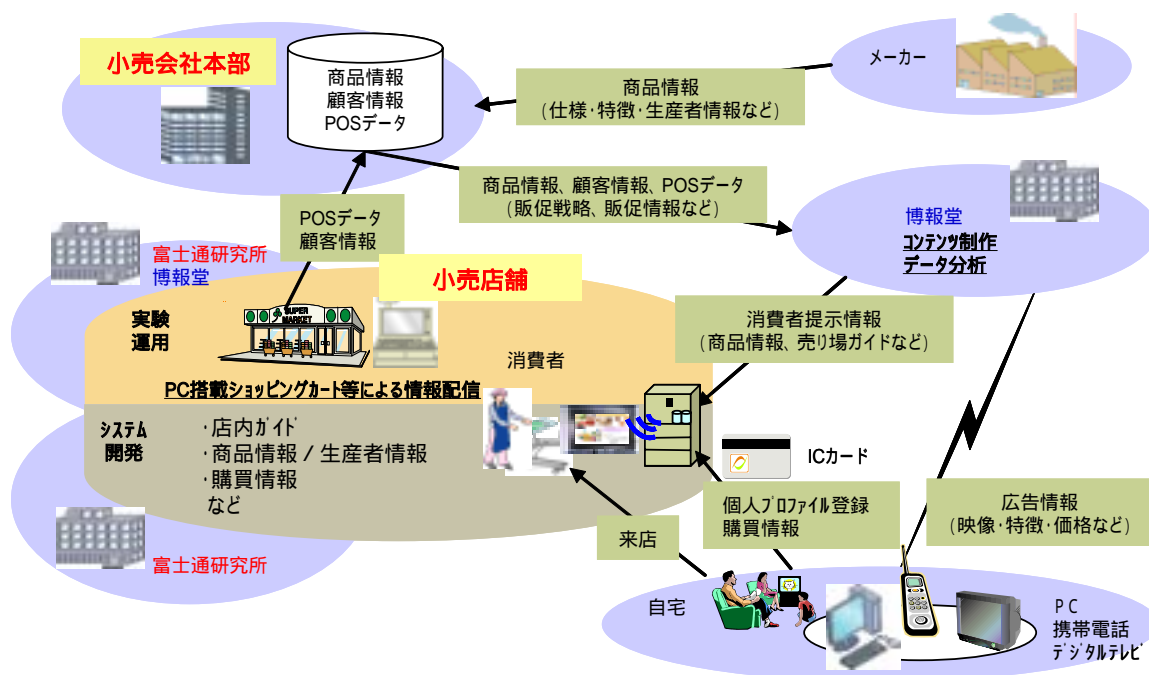 小売会社本部
商品情報
顧客情報
POSデータ
メーカー
商品情報
(仕様・特徴・生産者情報など)
商品情報、顧客情報、POSデータ
(販促戦略、販促情報など)
博報堂
コンテンツ制作
データ分析
POSデータ
顧客情報
富士通研究所
博報堂
小売店舗
実験
運用
SUPER
MARKET
消費者
消費者提示情報
(商品情報、売り場ガイドなど)
PC搭載ショッピングカート等による情報配信
システム
開発
・店内ガイド
・商品情報 / 生産者情報
・購買情報
など
ICカード
個人プロファイル登録
購買情報
広告情報
(映像・特徴・価格など)
来店
富士通研究所
自宅
PC
携帯電話
デジタルテレビ